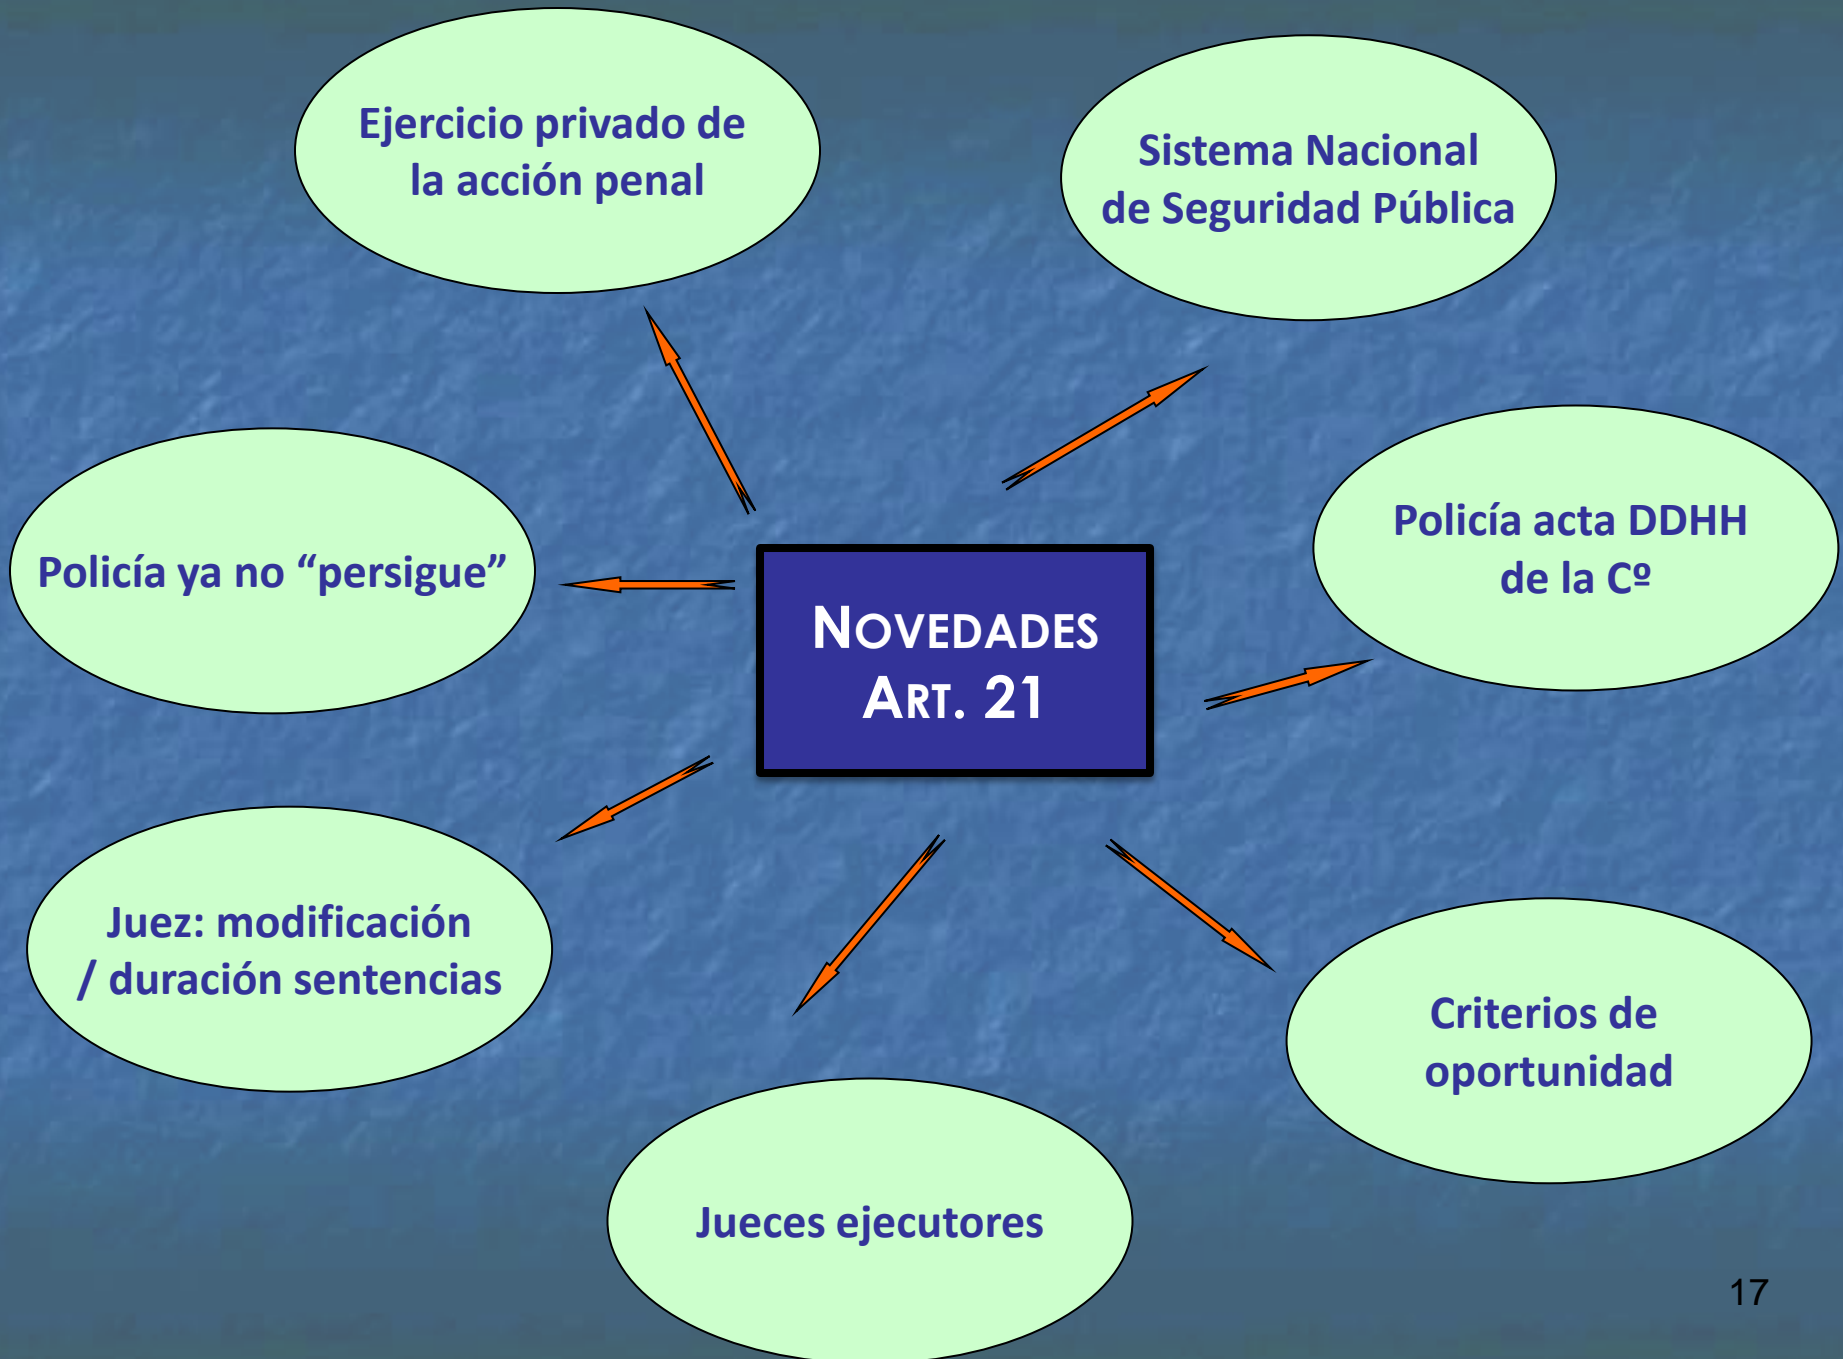 Ejercicio privado de
la acción penal
Sistema Nacional
de Seguridad Pública
Policía ya no “persigue”
Policía acta DDHH
de la Cº
NOVEDADES
ART. 21
Juez: modificación
/ duración sentencias
Criterios de
oportunidad
Jueces ejecutores
17